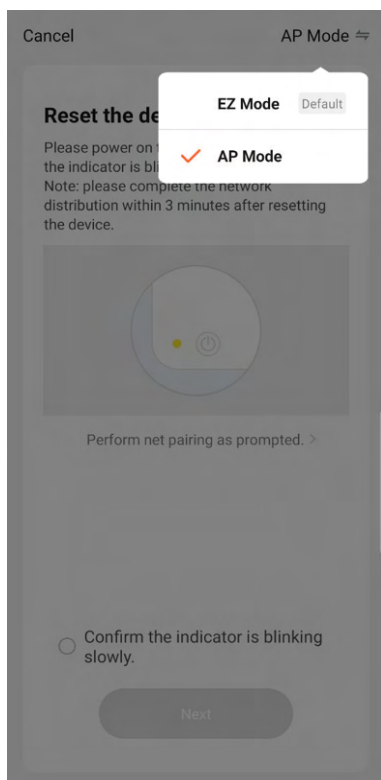 Cancel
AP Mode
EZ Mode Default
AP Mode
Reset the de
Please power on
the indicator is bli
Note: please complete the network
distribution within 3 minutes after resetting
the device.
Perform net pairing as prompted. >
Confirm the indicator is blinking
slowly.
Next